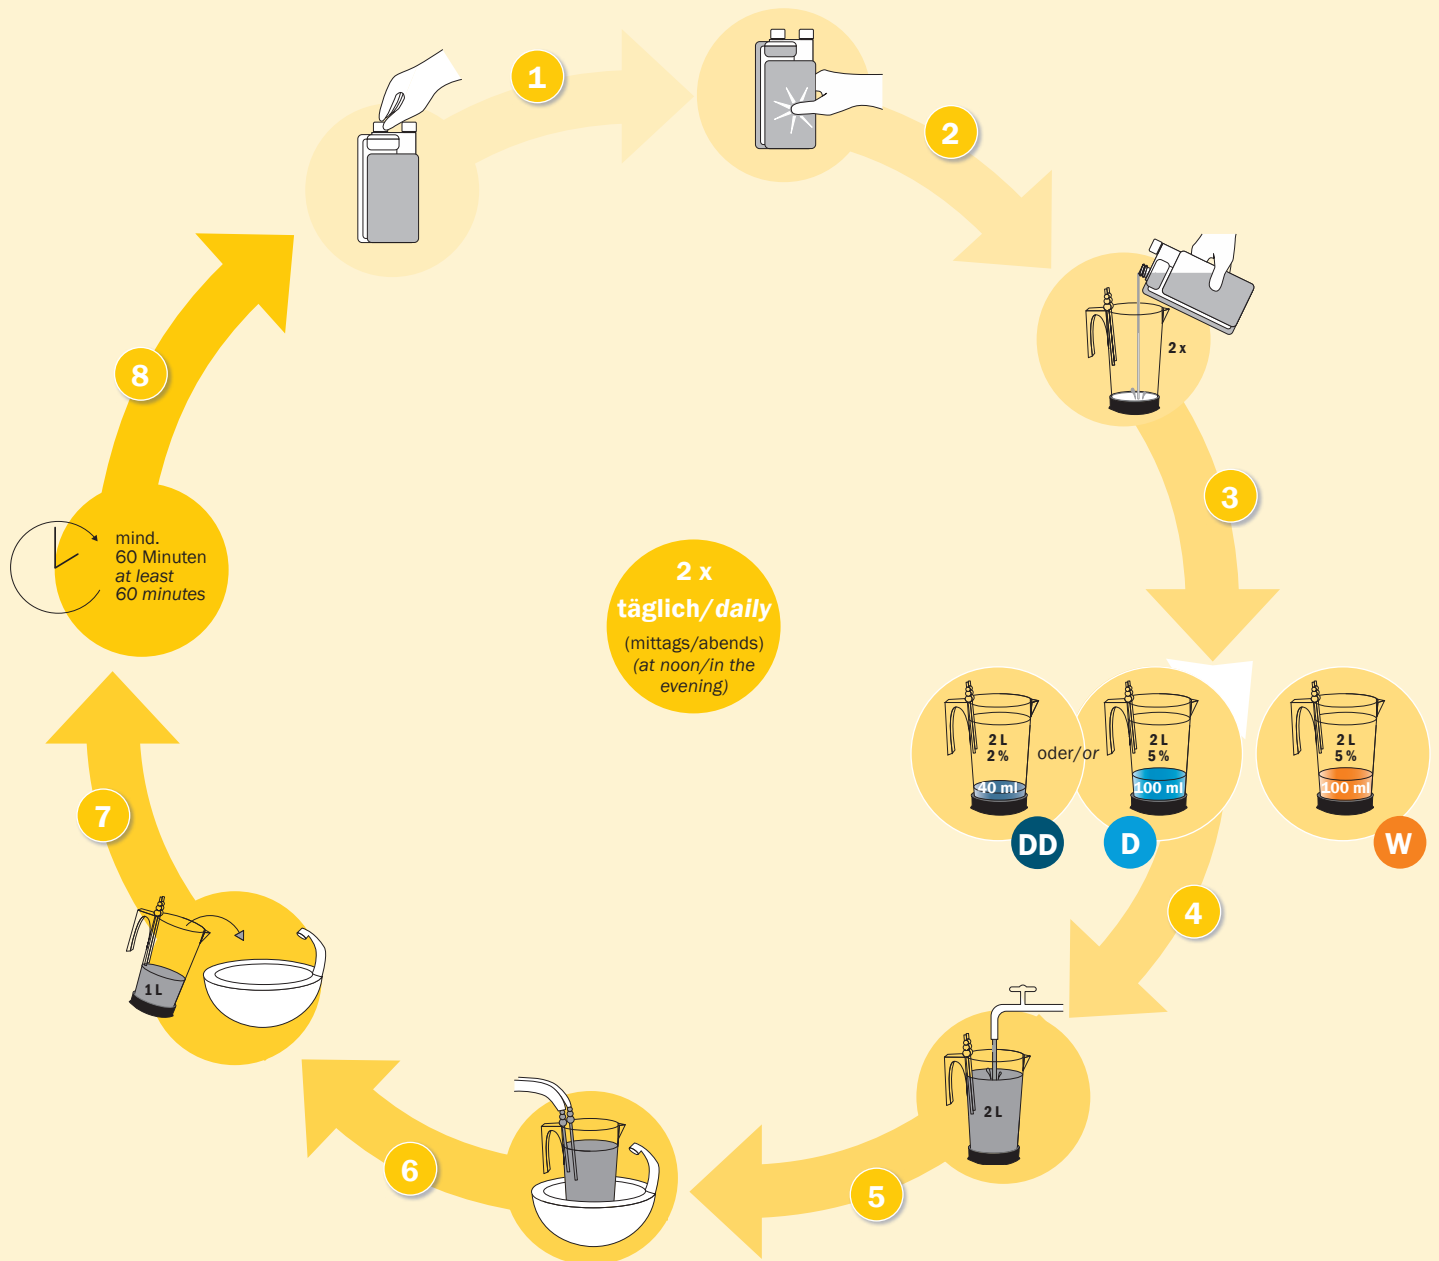 1
2
2 x
3
2 L
2 %
40 ml
DD
oder/or
2 L
5 %
100 ml
D
2 L
5 %
100 ml
W
4
2 L
5
6
1 L
7
mind.
60 Minuten
at least
60 minutes
8
2 x
täglich/daily
(mittags/abends)
(at noon/in the
evening)